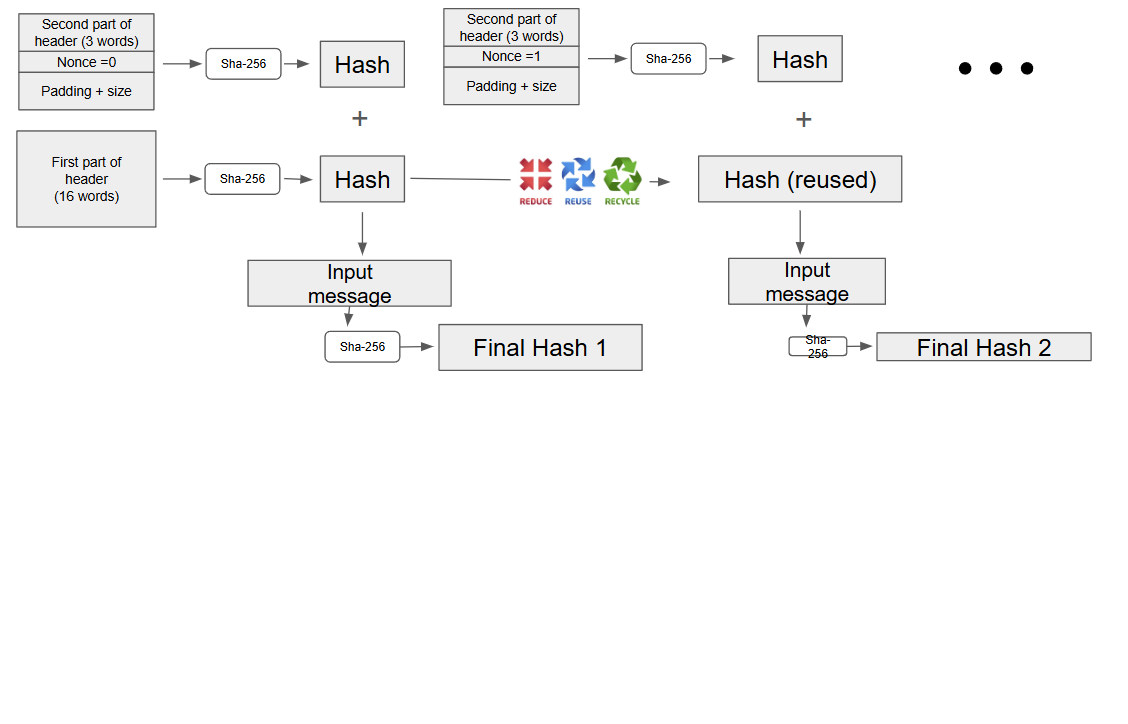 Second part of
header (3 words)
Nonce =0
Padding + size
Sha-256
Hash
Second part of
header (3 words)
Nonce =1
Padding + size
Sha-256
Hash
+
+
First part of
header
(16 words)
Sha-256
Hash
REDUCE
REUSE
RECYCLE
Hash (reused)
Input
message
Input
message
Sha-256
Final Hash 1
Sha-
256
Final Hash 2